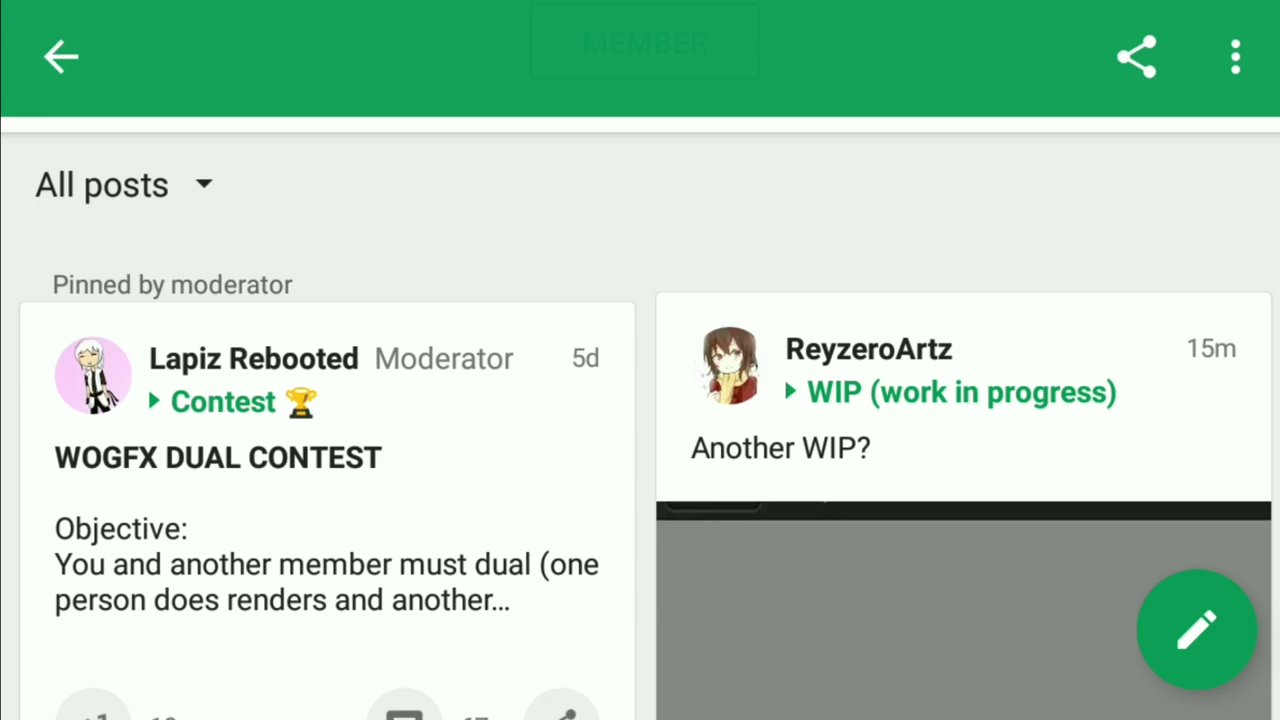 MEMBER
All posts
Pinned by moderator
Lapiz Rebooted Moderator 5d
Contest 🏆
WOGFX DUAL CONTEST
Objective:
You and another member must dual (one
person does renders and another...
ReyzeroArtz 15m
WIP (work in progress)
Another WIP?